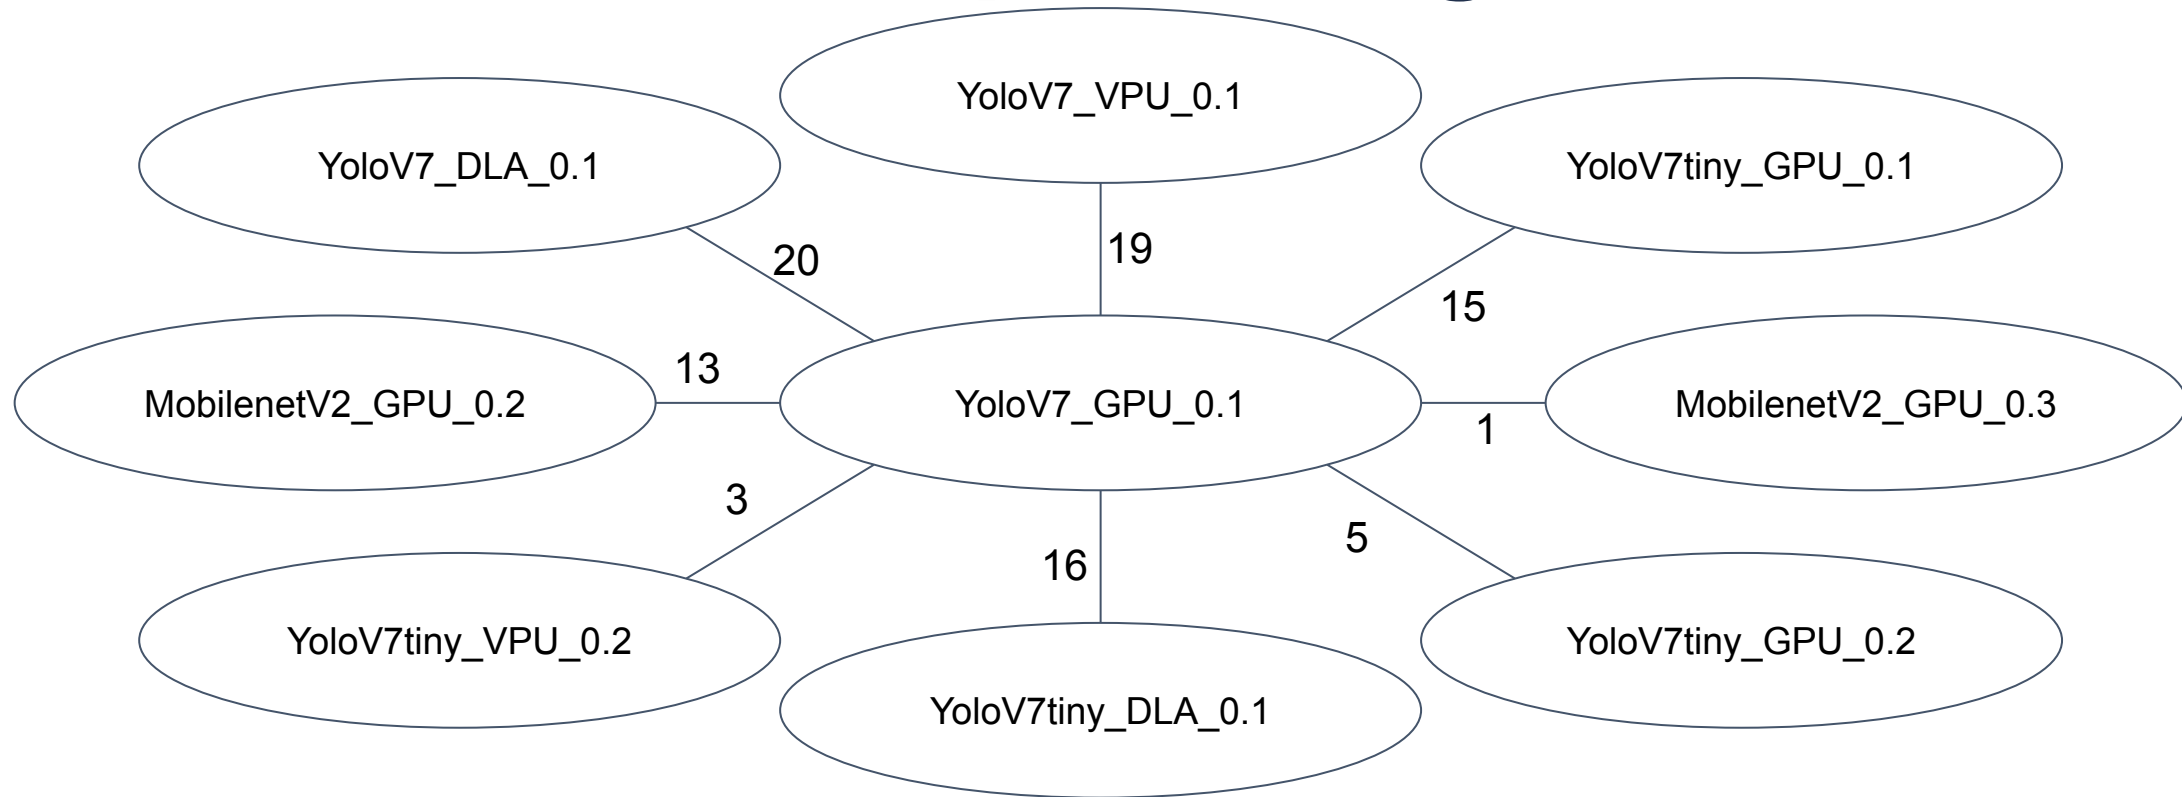 YoloV7_VPU_0.1
YoloV7_DLA_0.1
YoloV7tiny_GPU_0.1
20
19
15
13
MobilenetV2_GPU_0.2
YoloV7_GPU_0.1
MobilenetV2_GPU_0.3
1
3
16
5
YoloV7tiny_VPU_0.2
YoloV7tiny_GPU_0.2
YoloV7tiny_DLA_0.1